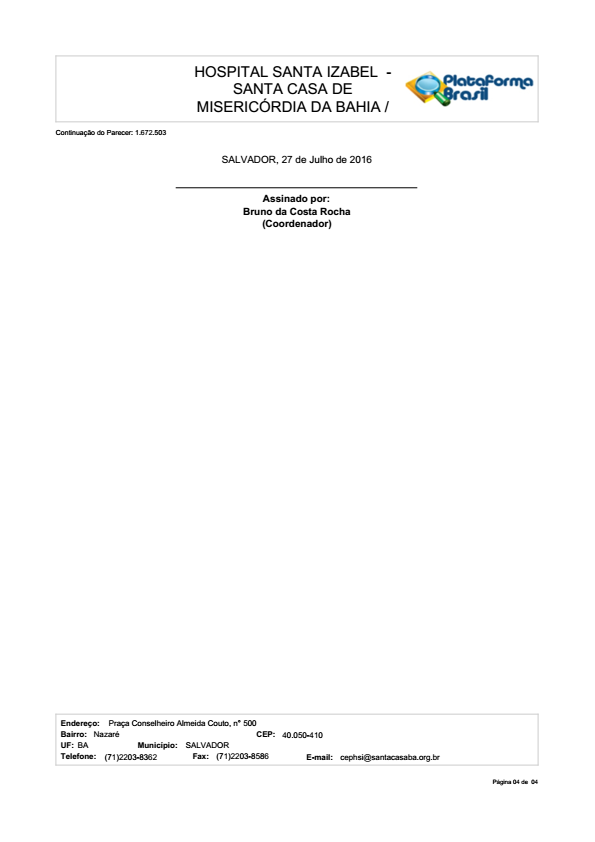 HOSPITAL SANTA IZABEL -
SANTA CASA DE
MISERICÓRDIA DA BAHIA /
Plataforma
Brasil
Continuação do Parecer: 1.672.503
SALVADOR, 27 de Julho de 2016
Assinado por:
Bruno da Costa Rocha
(Coordenador)
Endereço: Praça Conselheiro Almeida Couto, n° 500
Bairro: Nazaré CEP: 40.050-410
UF: BA Município: SALVADOR
Telefone: (71)2203-8362 Fax: (71)2203-8586 E-mail: cephsi@santacasaba.org.br
Página 04 de 04